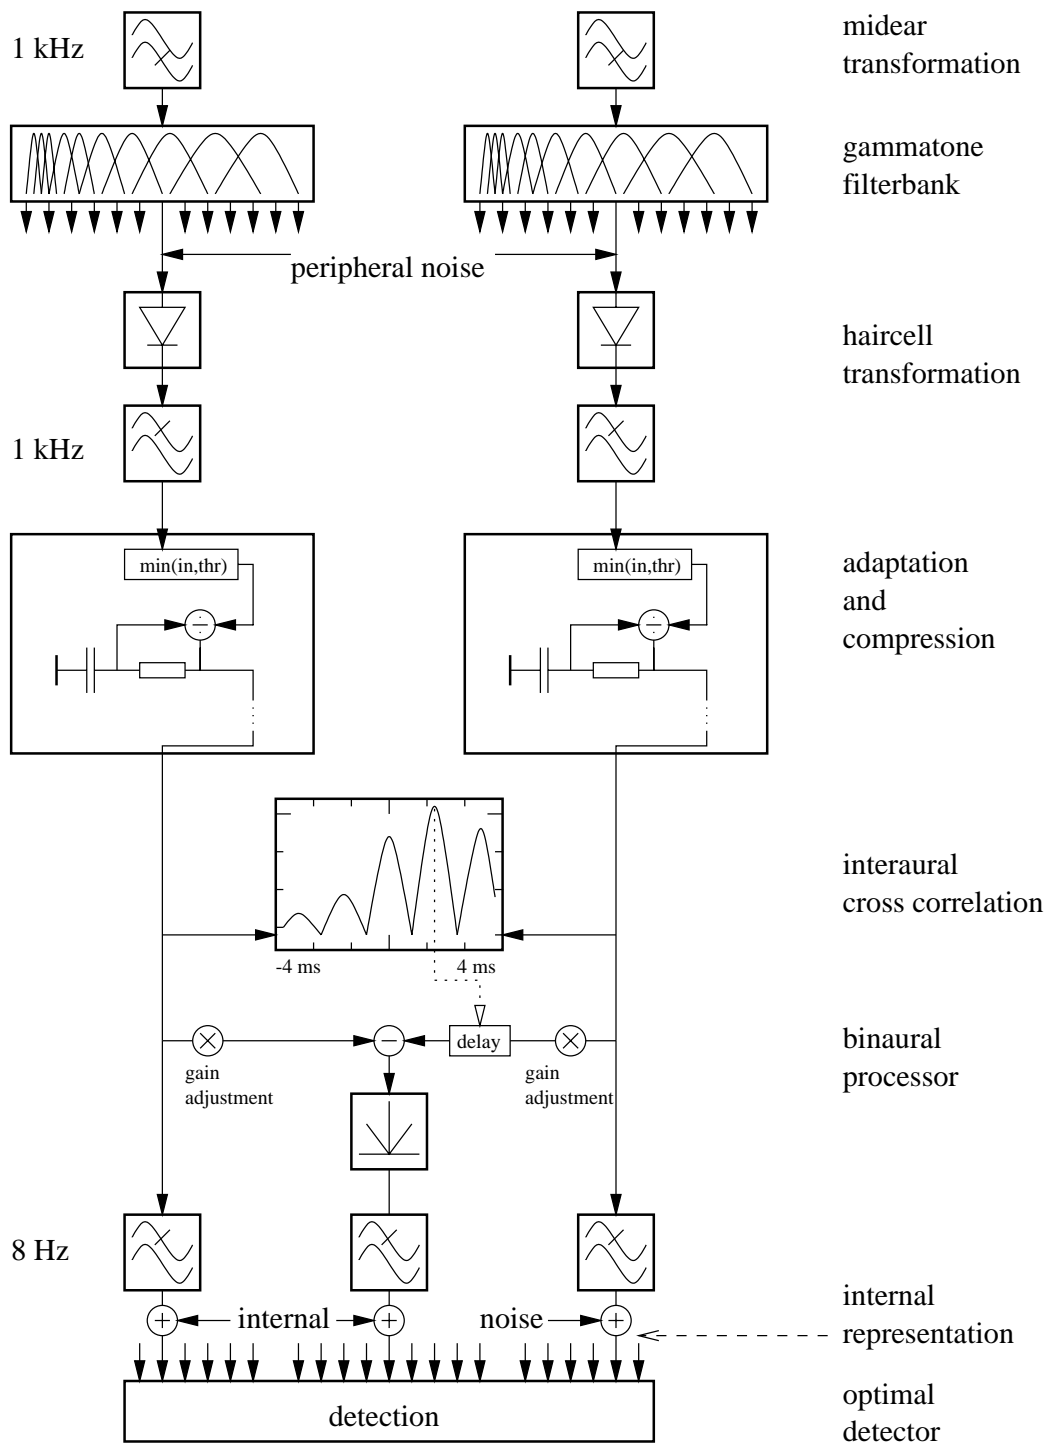 1 kHz
midear
transformation
gammatone
filterbank
peripheral noise
haircell
transformation
1 kHz
min(in,thr)
min(in,thr)
adaptation
and
compression
interaural
cross correlation
-4 ms
4 ms
delay
gain
adjustment
gain
adjustment
binaural
processor
8 Hz
internal
noise
internal
representation
detection
optimal
detector